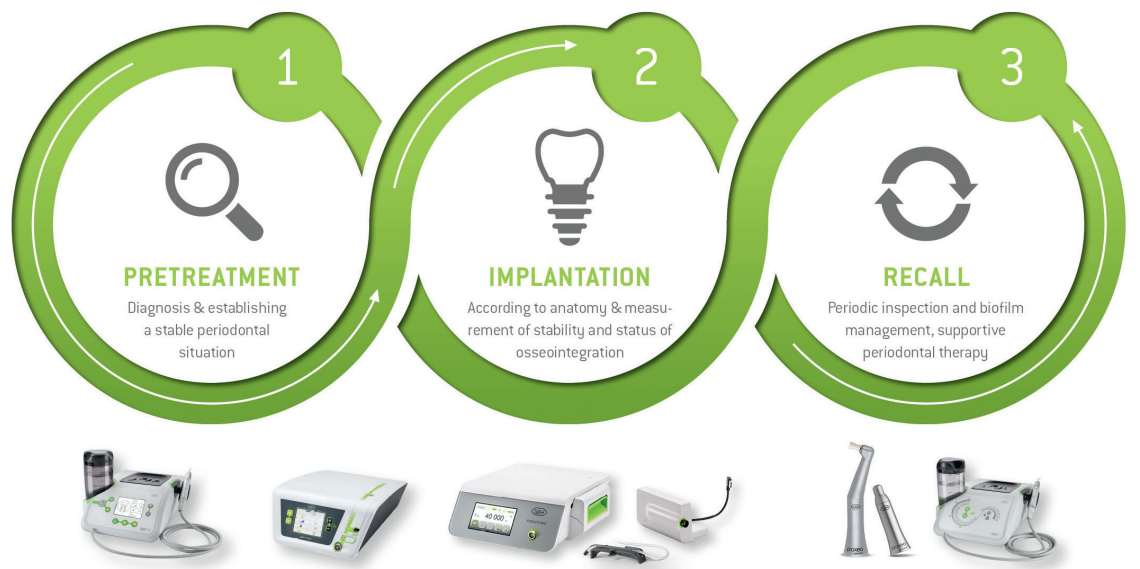 1
PRETREATMENT
Diagnosis & establishing
a stable periodontal
situation
2
IMPLANTATION
According to anatomy & measu-
rement of stability and status of
osseointegration
3
RECALL
Periodic inspection and biofilm
management, supportive
periodontal therapy
40 000
W&H
proxeo